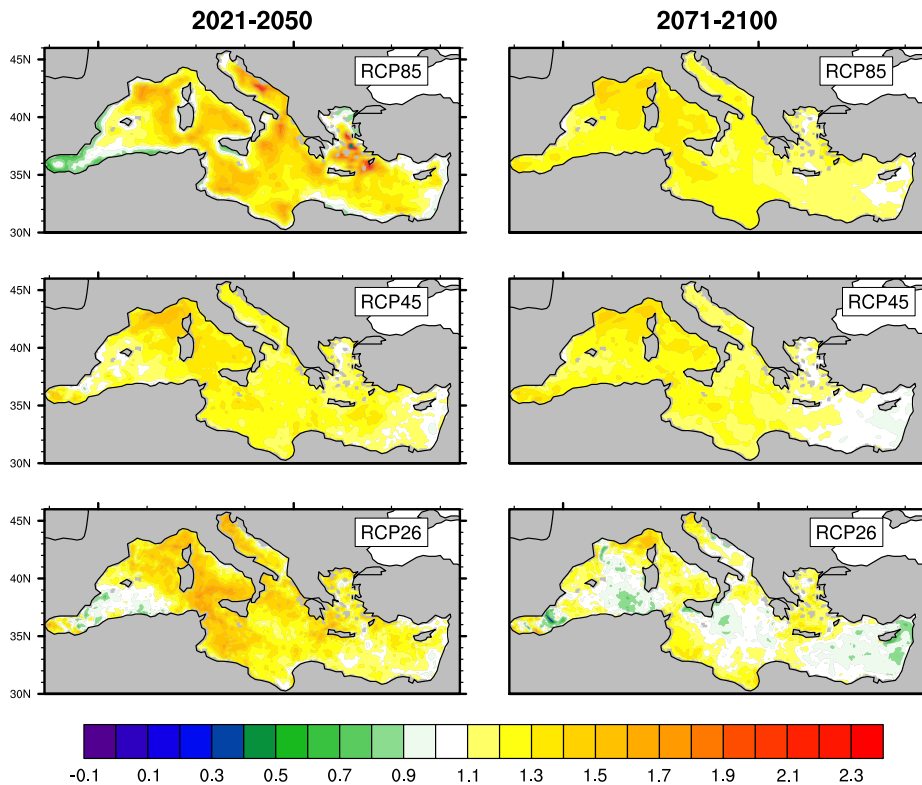 2021-2050 2071-2100
45N RCP85 RCP85
40N
35N
30N
45N RCP45 RCP45
40N
35N
30N
45N RCP26 RCP26
40N
35N
30N
-0.1 0.1 0.3 0.5 0.7 0.9 1.1 1.3 1.5 1.7 1.9 2.1 2.3